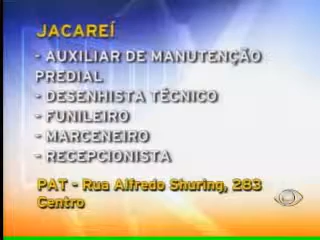 JACAREÍ
- AUXILIAR DE MANUTENÇÃO
PREDIAL
- DESENHISTA TÉCNICO
- FUNILEIRO
- MARCENEIRO
- RECEPCIONISTA
PAT - Rua Alfredo Shuring, 283
Centro